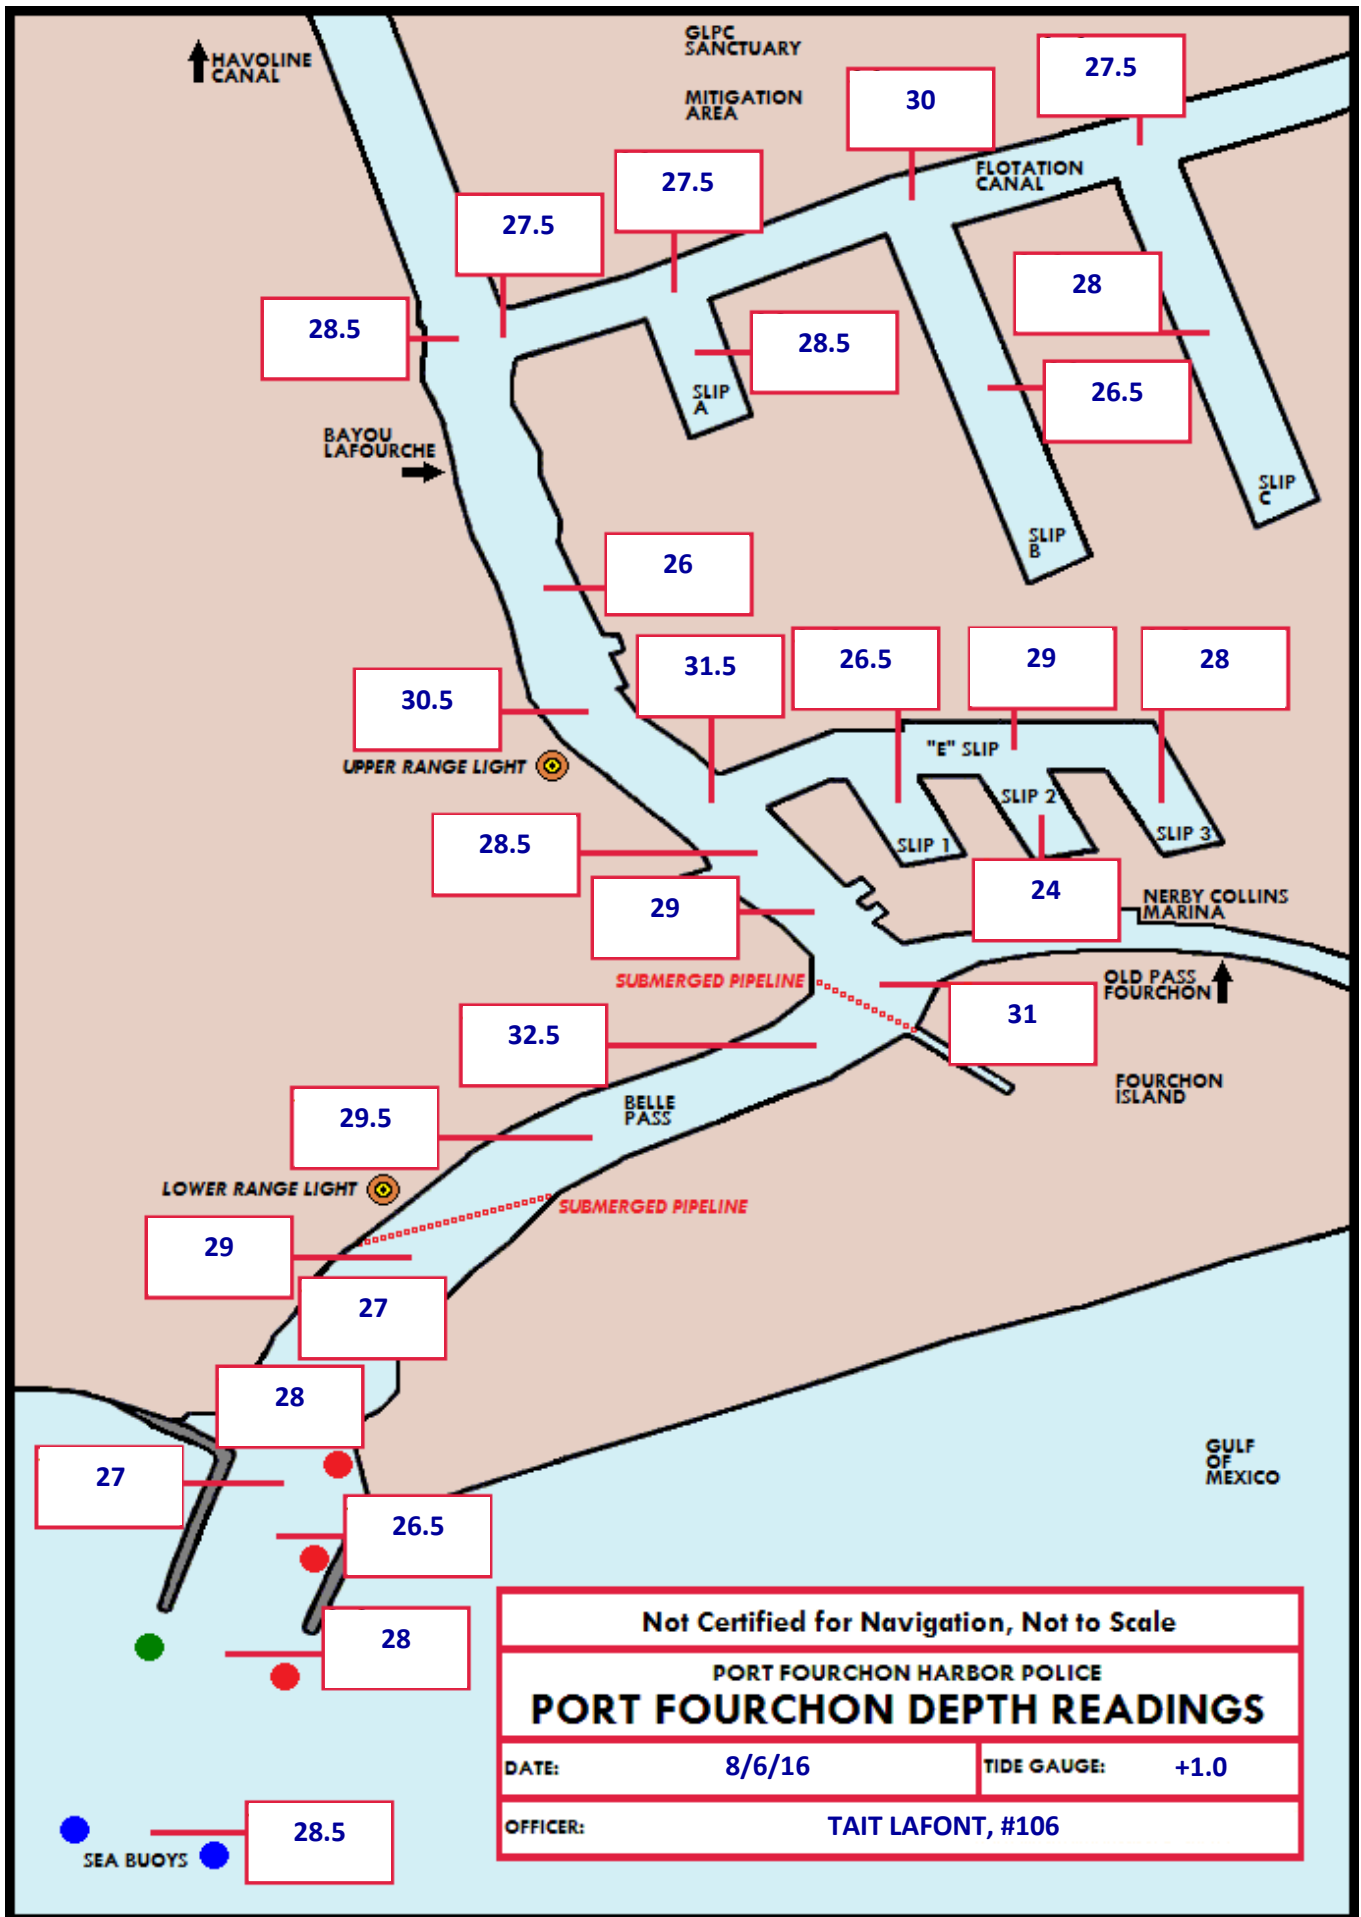 GLPC
SANCTUARY
HAVOLINE
CANAL
27.5
MITIGATION
AREA
30
FLOTATION
CANAL
27.5
27.5
28.5
28.5
28
26.5
SLIP
A
BAYOU
LAFOURCHE
SLIP
C
SLIP
B
26
31.5
26.5
29
28
30.5
"E" SLIP
UPPER RANGE LIGHT
SLIP 2
SLIP 1
SLIP 3
28.5
29
24
NERBY COLLINS
MARINA
SUBMERGED PIPELINE
OLD PASS
FOURCHON
31
32.5
FOURCHON
ISLAND
BELLE
PASS
29.5
LOWER RANGE LIGHT
SUBMERGED PIPELINE
29
27
28
27
GULF
OF
MEXICO
26.5
28
Not Certified for Navigation, Not to Scale
PORT FOURCHON HARBOR POLICE
PORT FOURCHON DEPTH READINGS
DATE: 8/6/16 TIDE GAUGE: +1.0
OFFICER: TAIT LAFONT, #106
28.5
SEA BUOYS